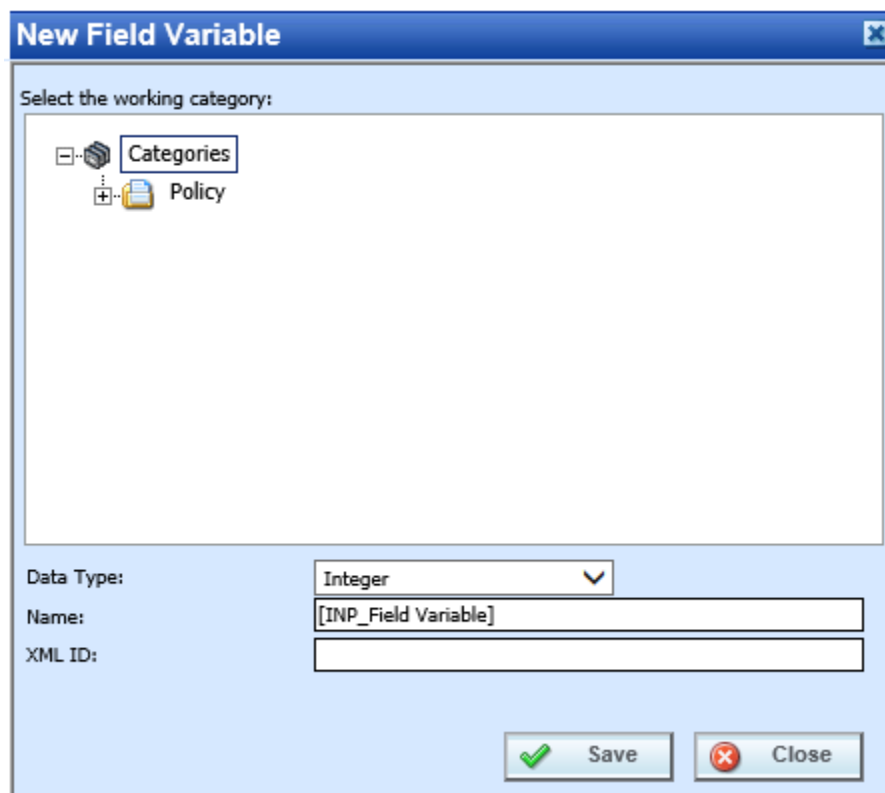 New Field Variable
Select the working category:
Categories
Policy
Data Type:
Integer
Name:
[INP_Field Variable]
XML ID:
Save
Close